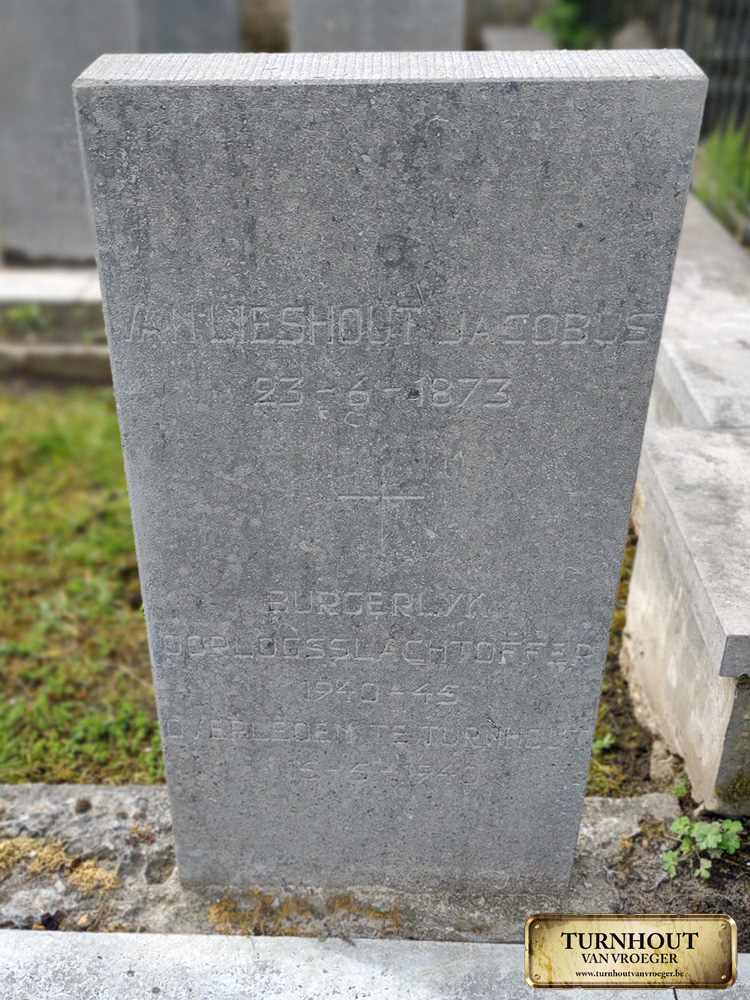 VAN LIESHOUT JACOBUS
23-6-1873
BURGERLYK
OORLOGSSLACHTOFFER
1940-45
OVERLEDEN TE TURNHOUT
TURNHOUT
VAN VROEGER
www.turnhoutvanvroeger.be